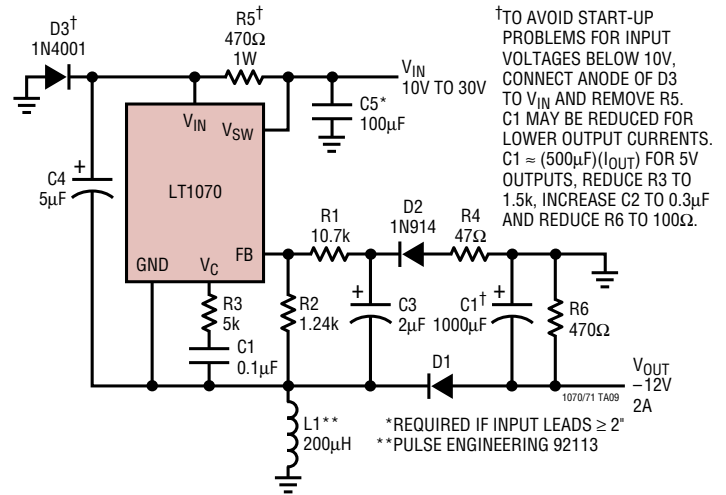 D3†
1N4001
R5†
470Ω
1W
VIN
10V TO 30V
C5*
100µF
†TO AVOID START-UP
PROBLEMS FOR INPUT
VOLTAGES BELOW 10V,
CONNECT ANODE OF D3
TO VIN AND REMOVE R5.
C1 MAY BE REDUCED FOR
LOWER OUTPUT CURRENTS.
C1 ≈ (500µF)(IOUT) FOR 5V
OUTPUTS, REDUCE R3 TO
1.5k, INCREASE C2 TO 0.3µF
AND REDUCE R6 TO 100Ω.
VIN
VSW
LT1070
GND
VC
FB
+
C4
5µF
R1
10.7k
D2
1N914
R4
47Ω
R3
5k
C1
0.1µF
R2
1.24k
+
C3
2µF
C1†
1000µF
+
R6
470Ω
D1
VOUT
–12V
2A
1070/71 TA09
L1**
200µH
*REQUIRED IF INPUT LEADS ≥ 2"
**PULSE ENGINEERING 92113